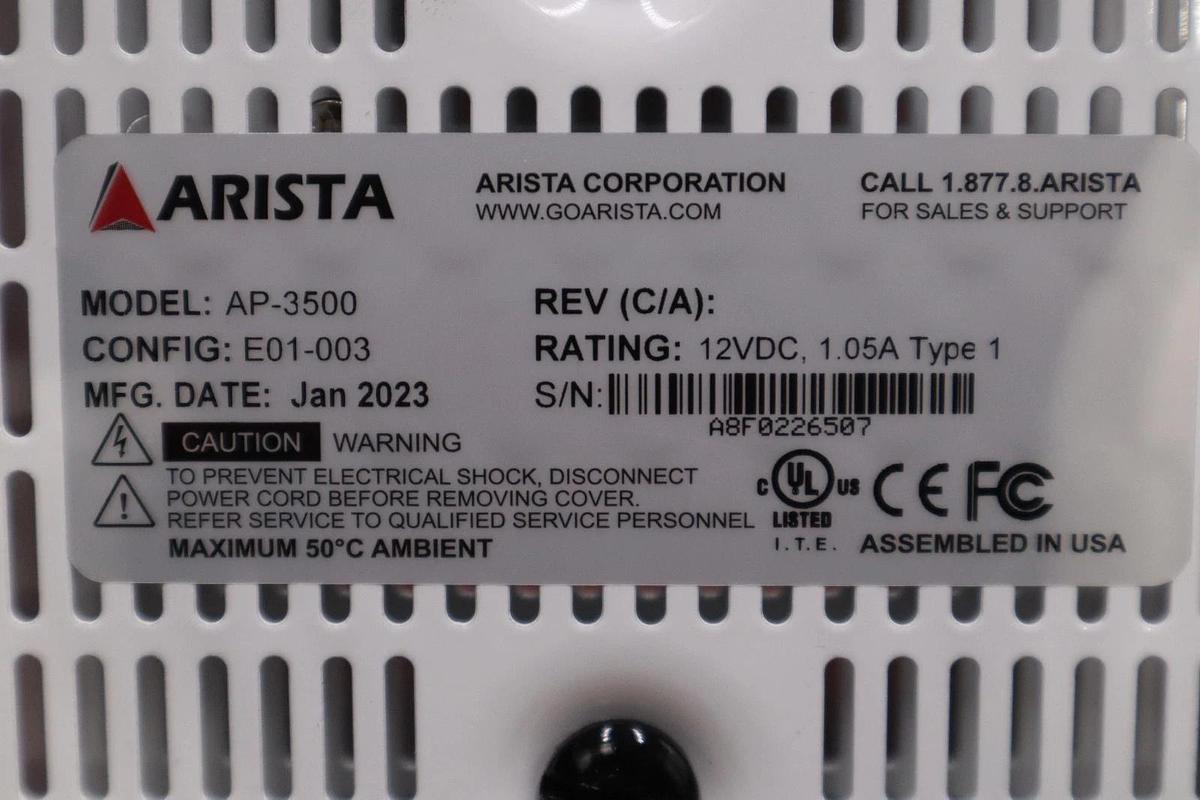 ARISTA
ARISTA CORPORATION
WWW.GOARISTA.COM
CALL 1.877.8.ARISTA
FOR SALES & SUPPORT
MODEL: AP-3500
CONFIG: E01-003
MFG. DATE: Jan 2023
REV (C/A):
RATING: 12VDC, 1.05A Type 1
S/N:
A8F0226507
CAUTION WARNING
TO PREVENT ELECTRICAL SHOCK, DISCONNECT
POWER CORD BEFORE REMOVING COVER.
REFER SERVICE TO QUALIFIED SERVICE PERSONNEL
MAXIMUM 50°C AMBIENT
C UL US
LISTED
I.T.E.
CE FC
ASSEMBLED IN USA